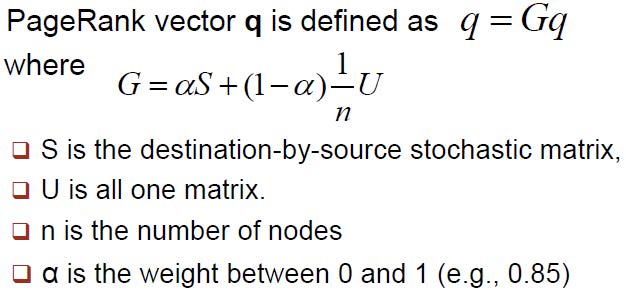 PageRank vector q is defined as q = Gq
where
G = αS + (1 − α) 1/n U
❑ S is the destination-by-source stochastic matrix,
❑ U is all one matrix.
❑ n is the number of nodes
❑ α is the weight between 0 and 1 (e.g., 0.85)